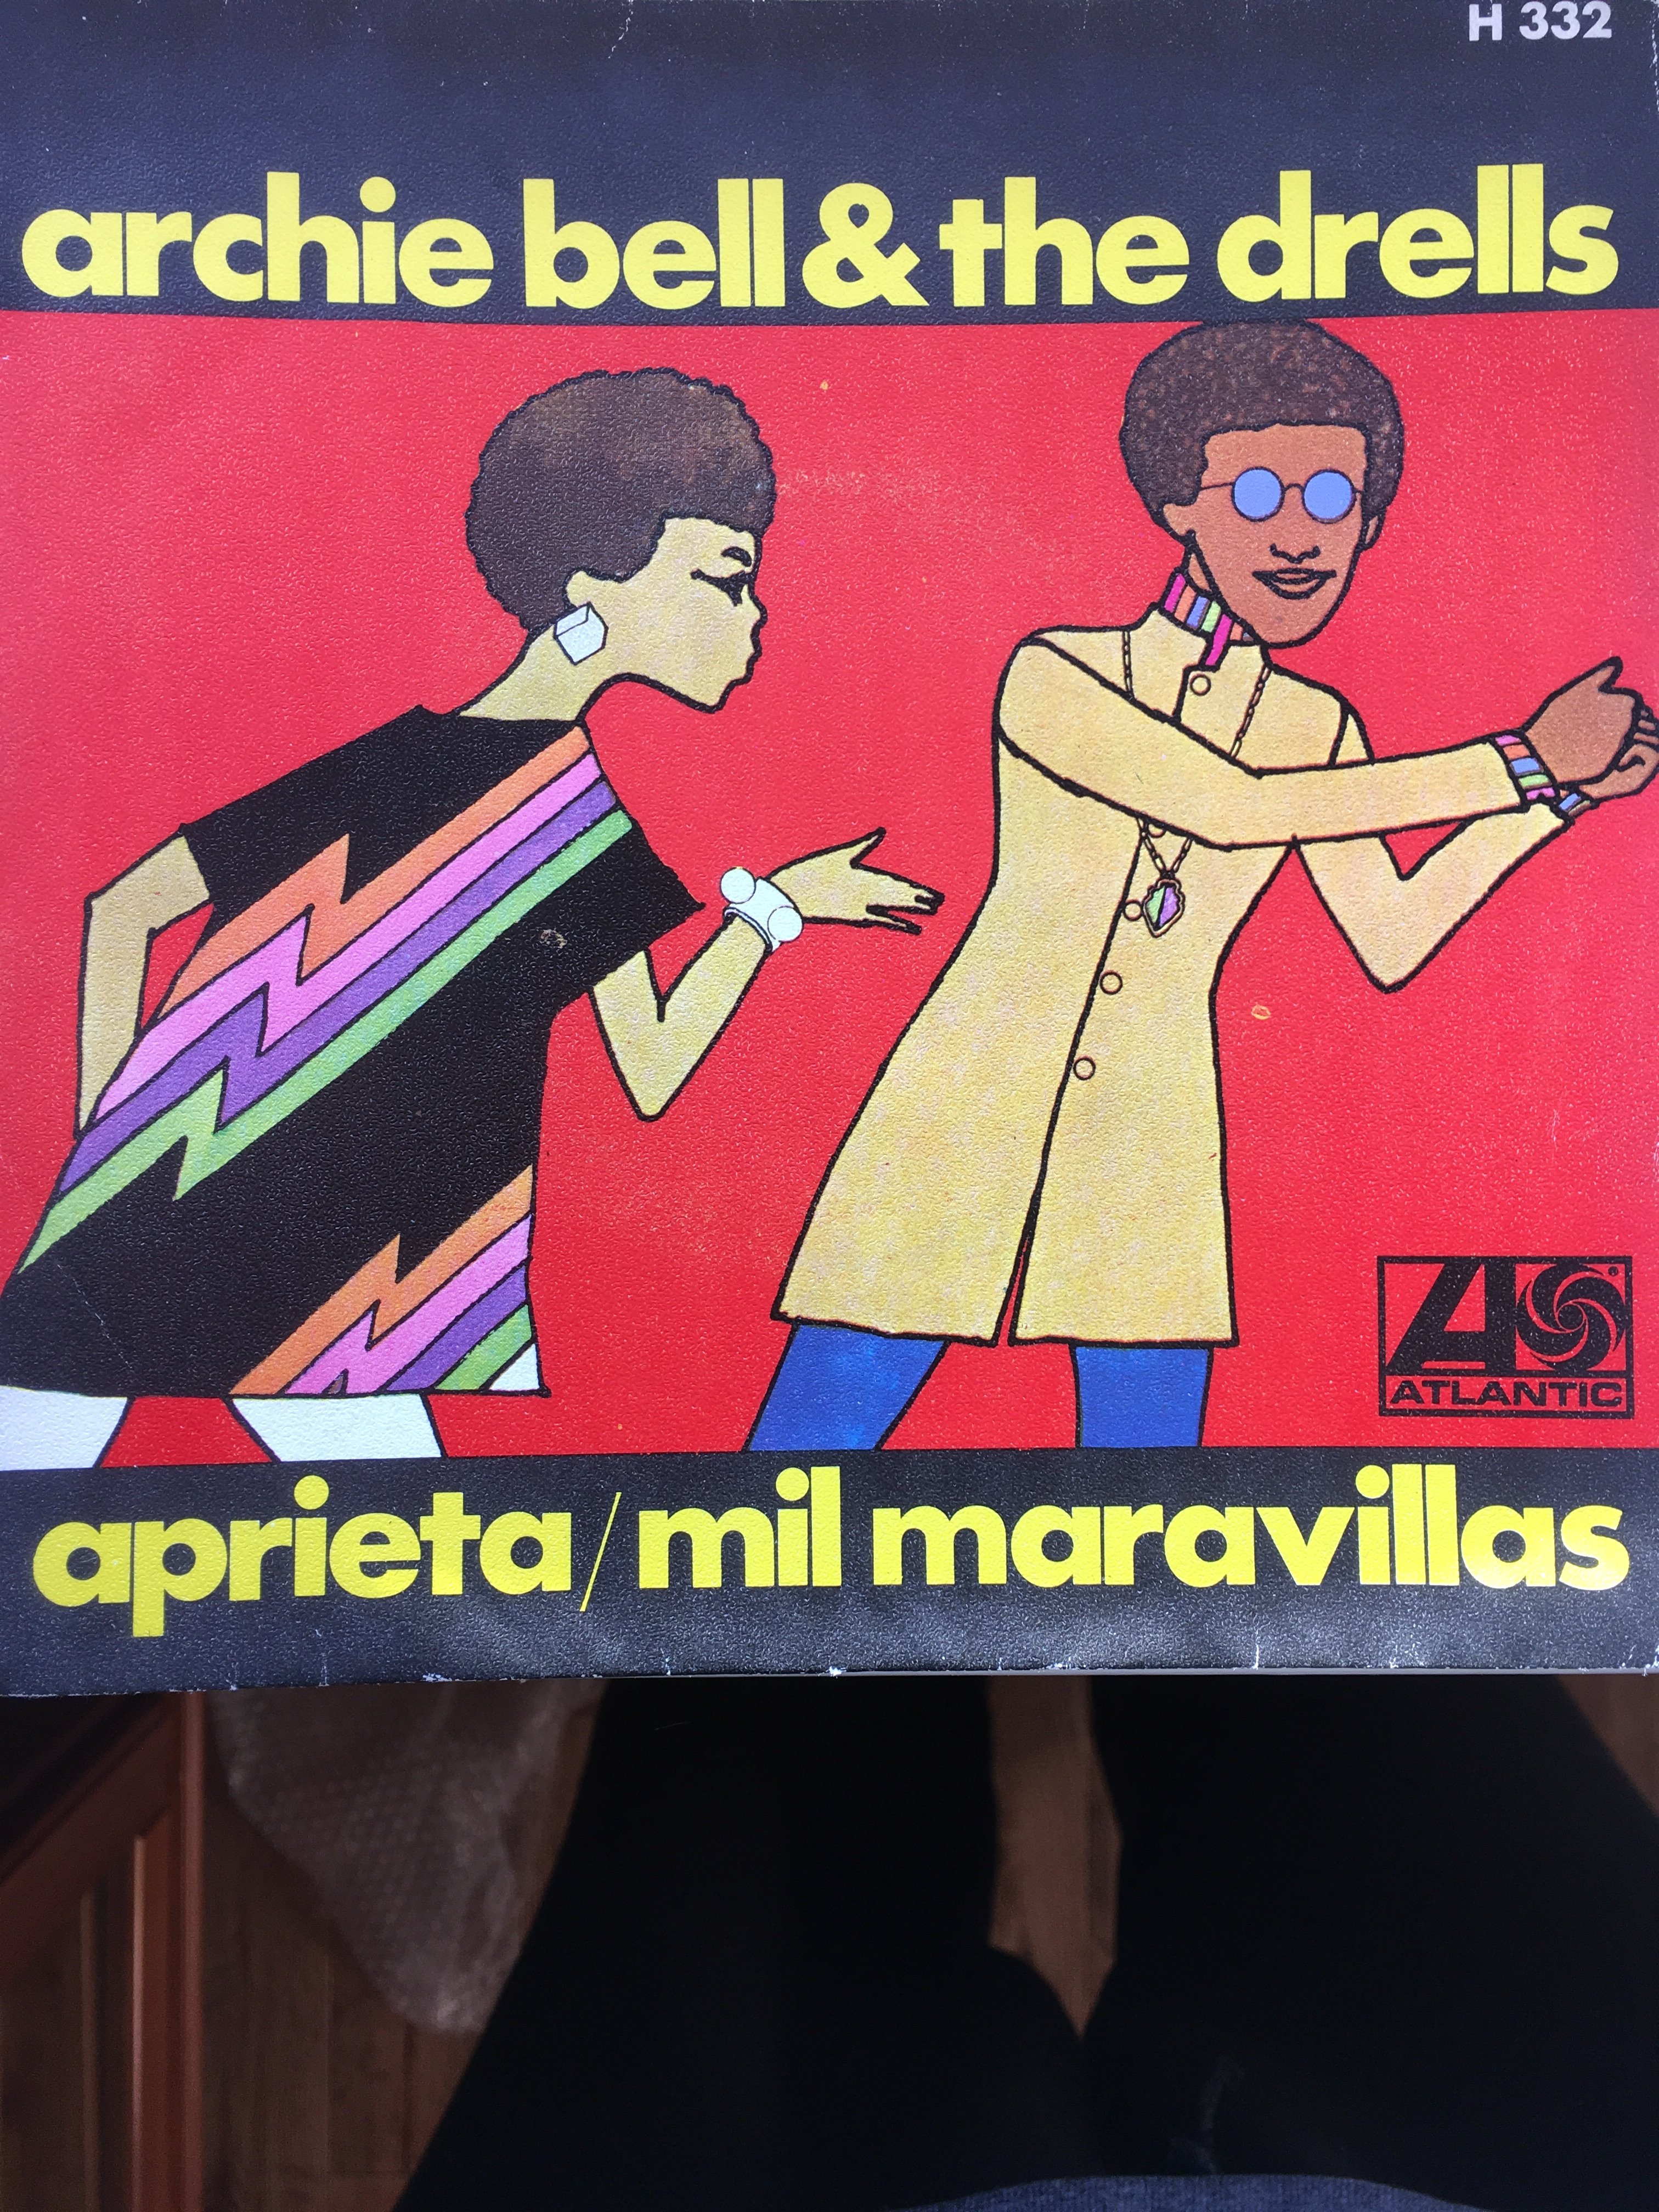 H 332
archie bell & the drells
ATLANTIC
aprieta / mil maravillas